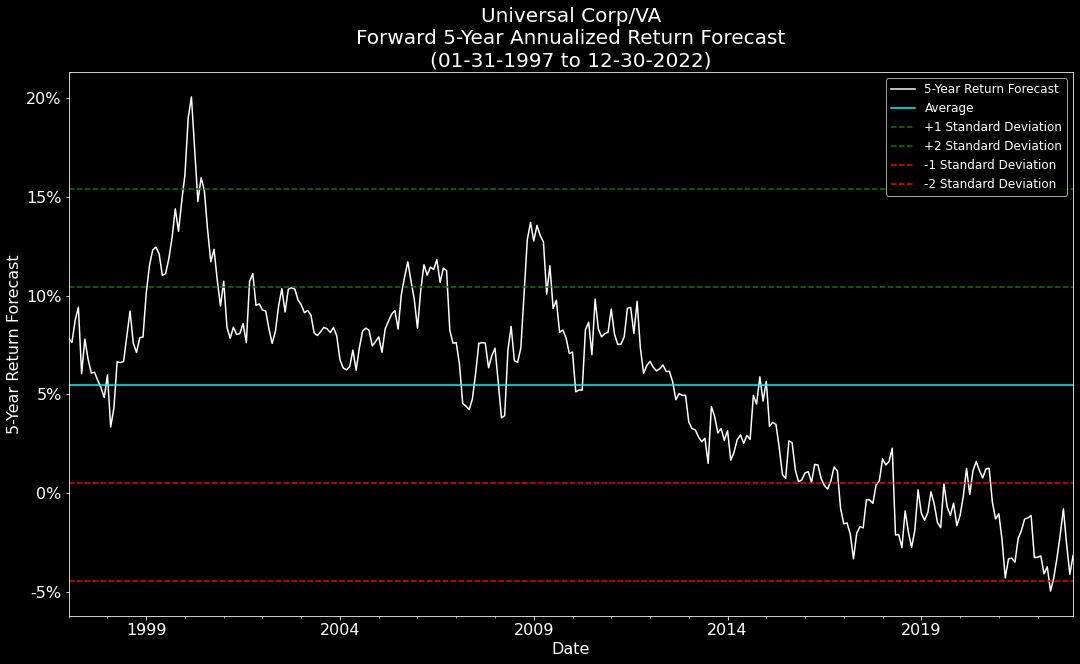 Universal Corp/VA
Forward 5-Year Annualized Return Forecast
(01-31-1997 to 12-30-2022)
5-Year Return Forecast
Average
+1 Standard Deviation
+2 Standard Deviation
-1 Standard Deviation
-2 Standard Deviation
5-Year Return Forecast
20%
15%
10%
5%
0%
-5%
1999
2004
2009
2014
2019
Date